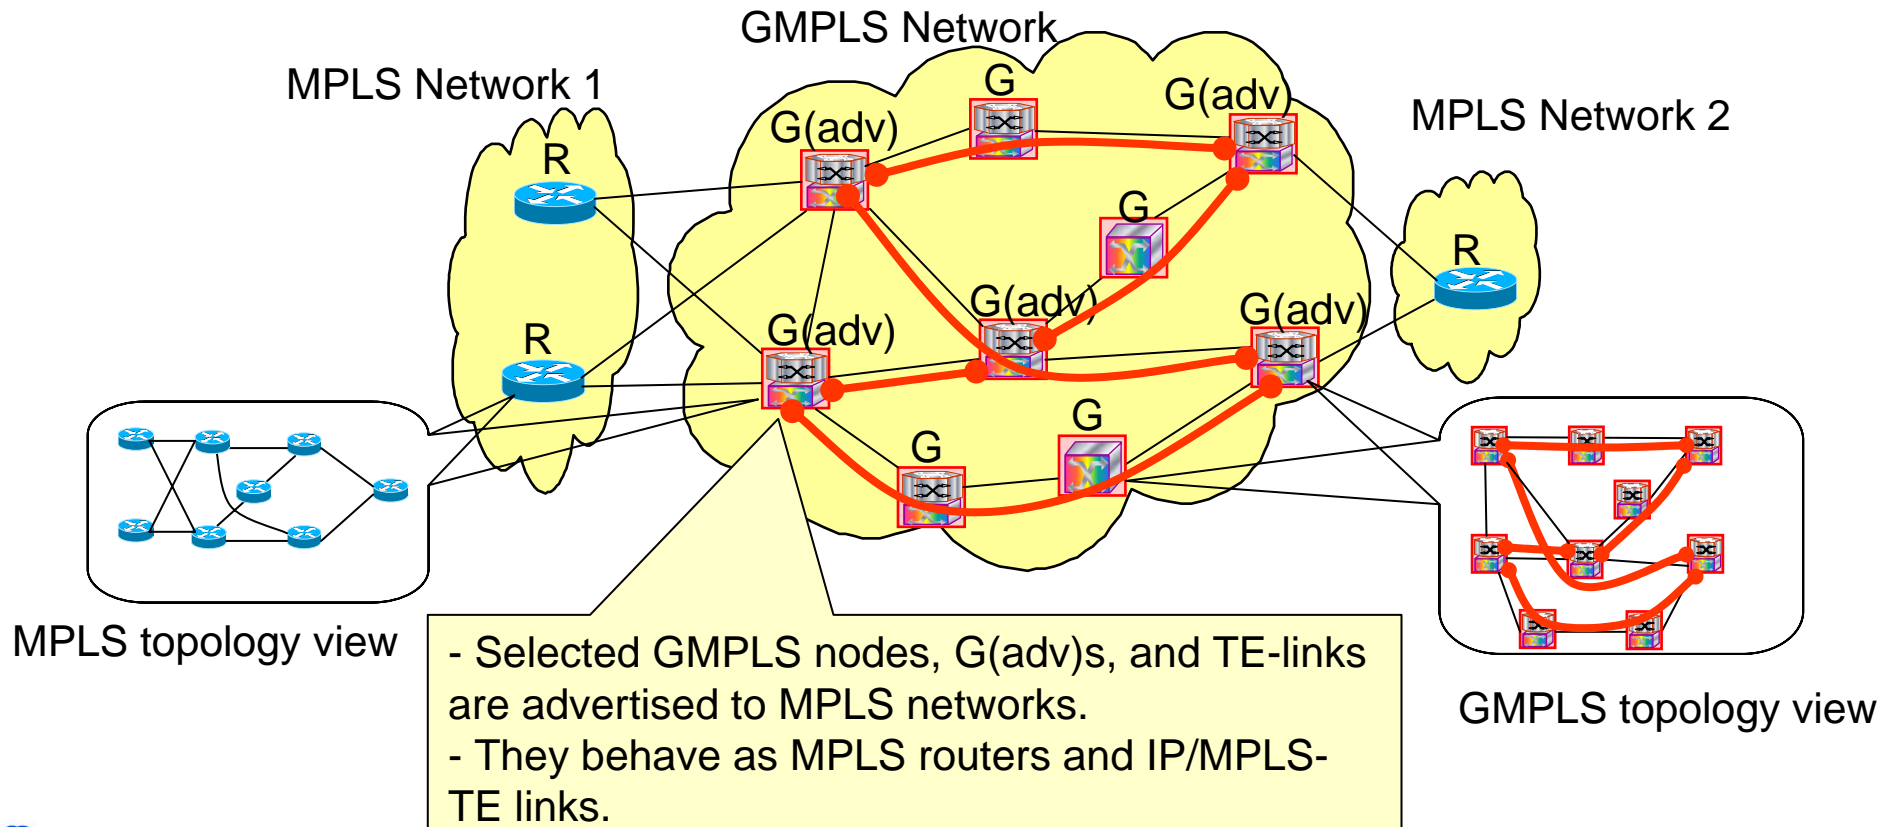 GMPLS Network
MPLS Network 1
G
G(adv)
G(adv)
MPLS Network 2
R
G
R
G(adv)
G(adv)
R
G(adv)
G
G
MPLS topology view
- Selected GMPLS nodes, G(adv)s, and TE-links
are advertised to MPLS networks.
- They behave as MPLS routers and IP/MPLS-
TE links.
GMPLS topology view